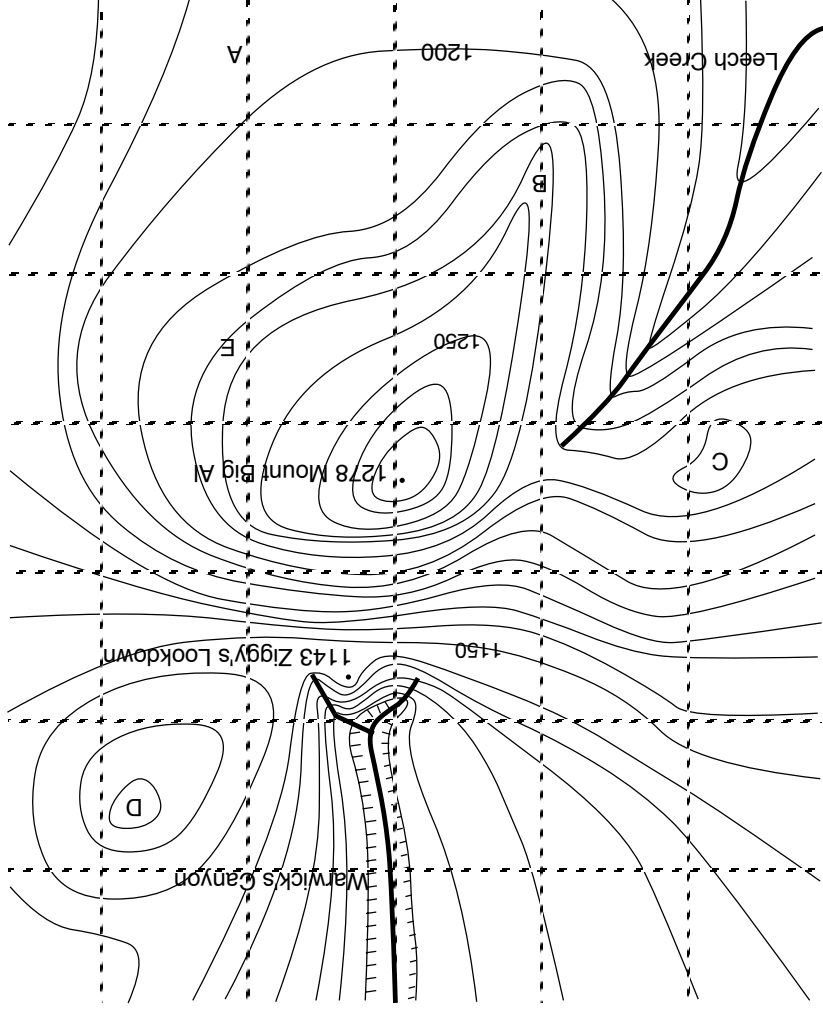 Warwick's Canyon
D
1150
1143 Ziggy's Lookdown
C
1278 Mount Big Al
1250
E
B
Leech Creek
1200
A